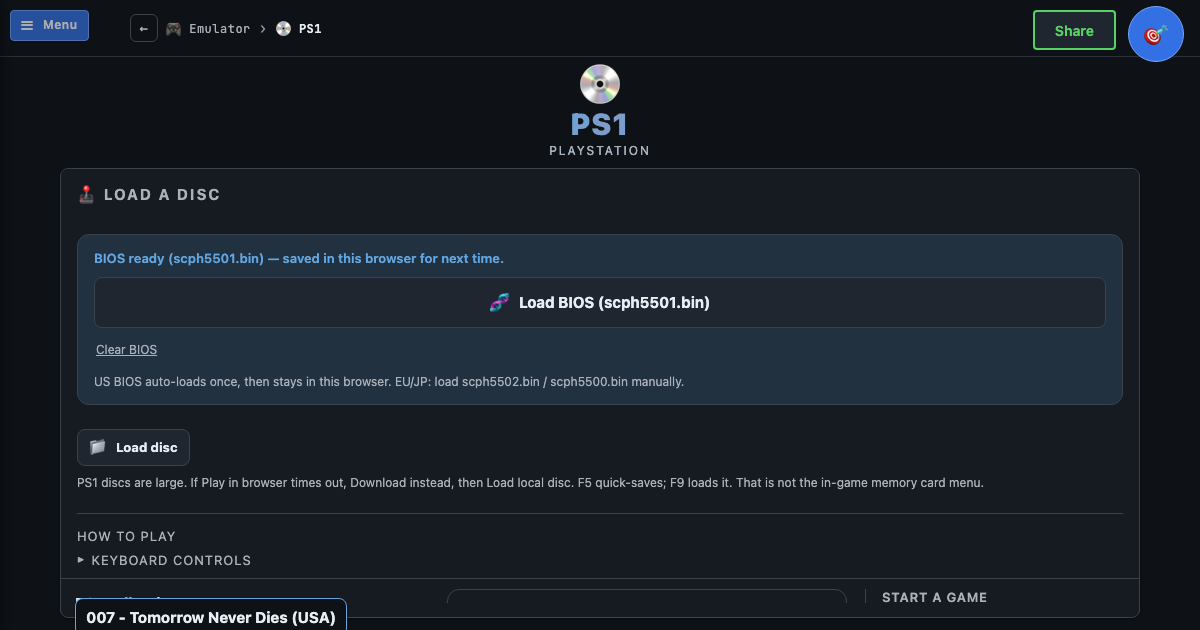 Menu
Emulator > PS1
Share
PS1
PLAYSTATION
LOAD A DISC
BIOS ready (scph5501.bin) — saved in this browser for next time.
Load BIOS (scph5501.bin)
Clear BIOS
US BIOS auto-loads once, then stays in this browser. EU/JP: load scph5502.bin / scph5500.bin manually.
Load disc
PS1 discs are large. If Play in browser times out, Download instead, then Load local disc. F5 quick-saves; F9 loads it. That is not the in-game memory card menu.
HOW TO PLAY
KEYBOARD CONTROLS
START A GAME
007 - Tomorrow Never Dies (USA)